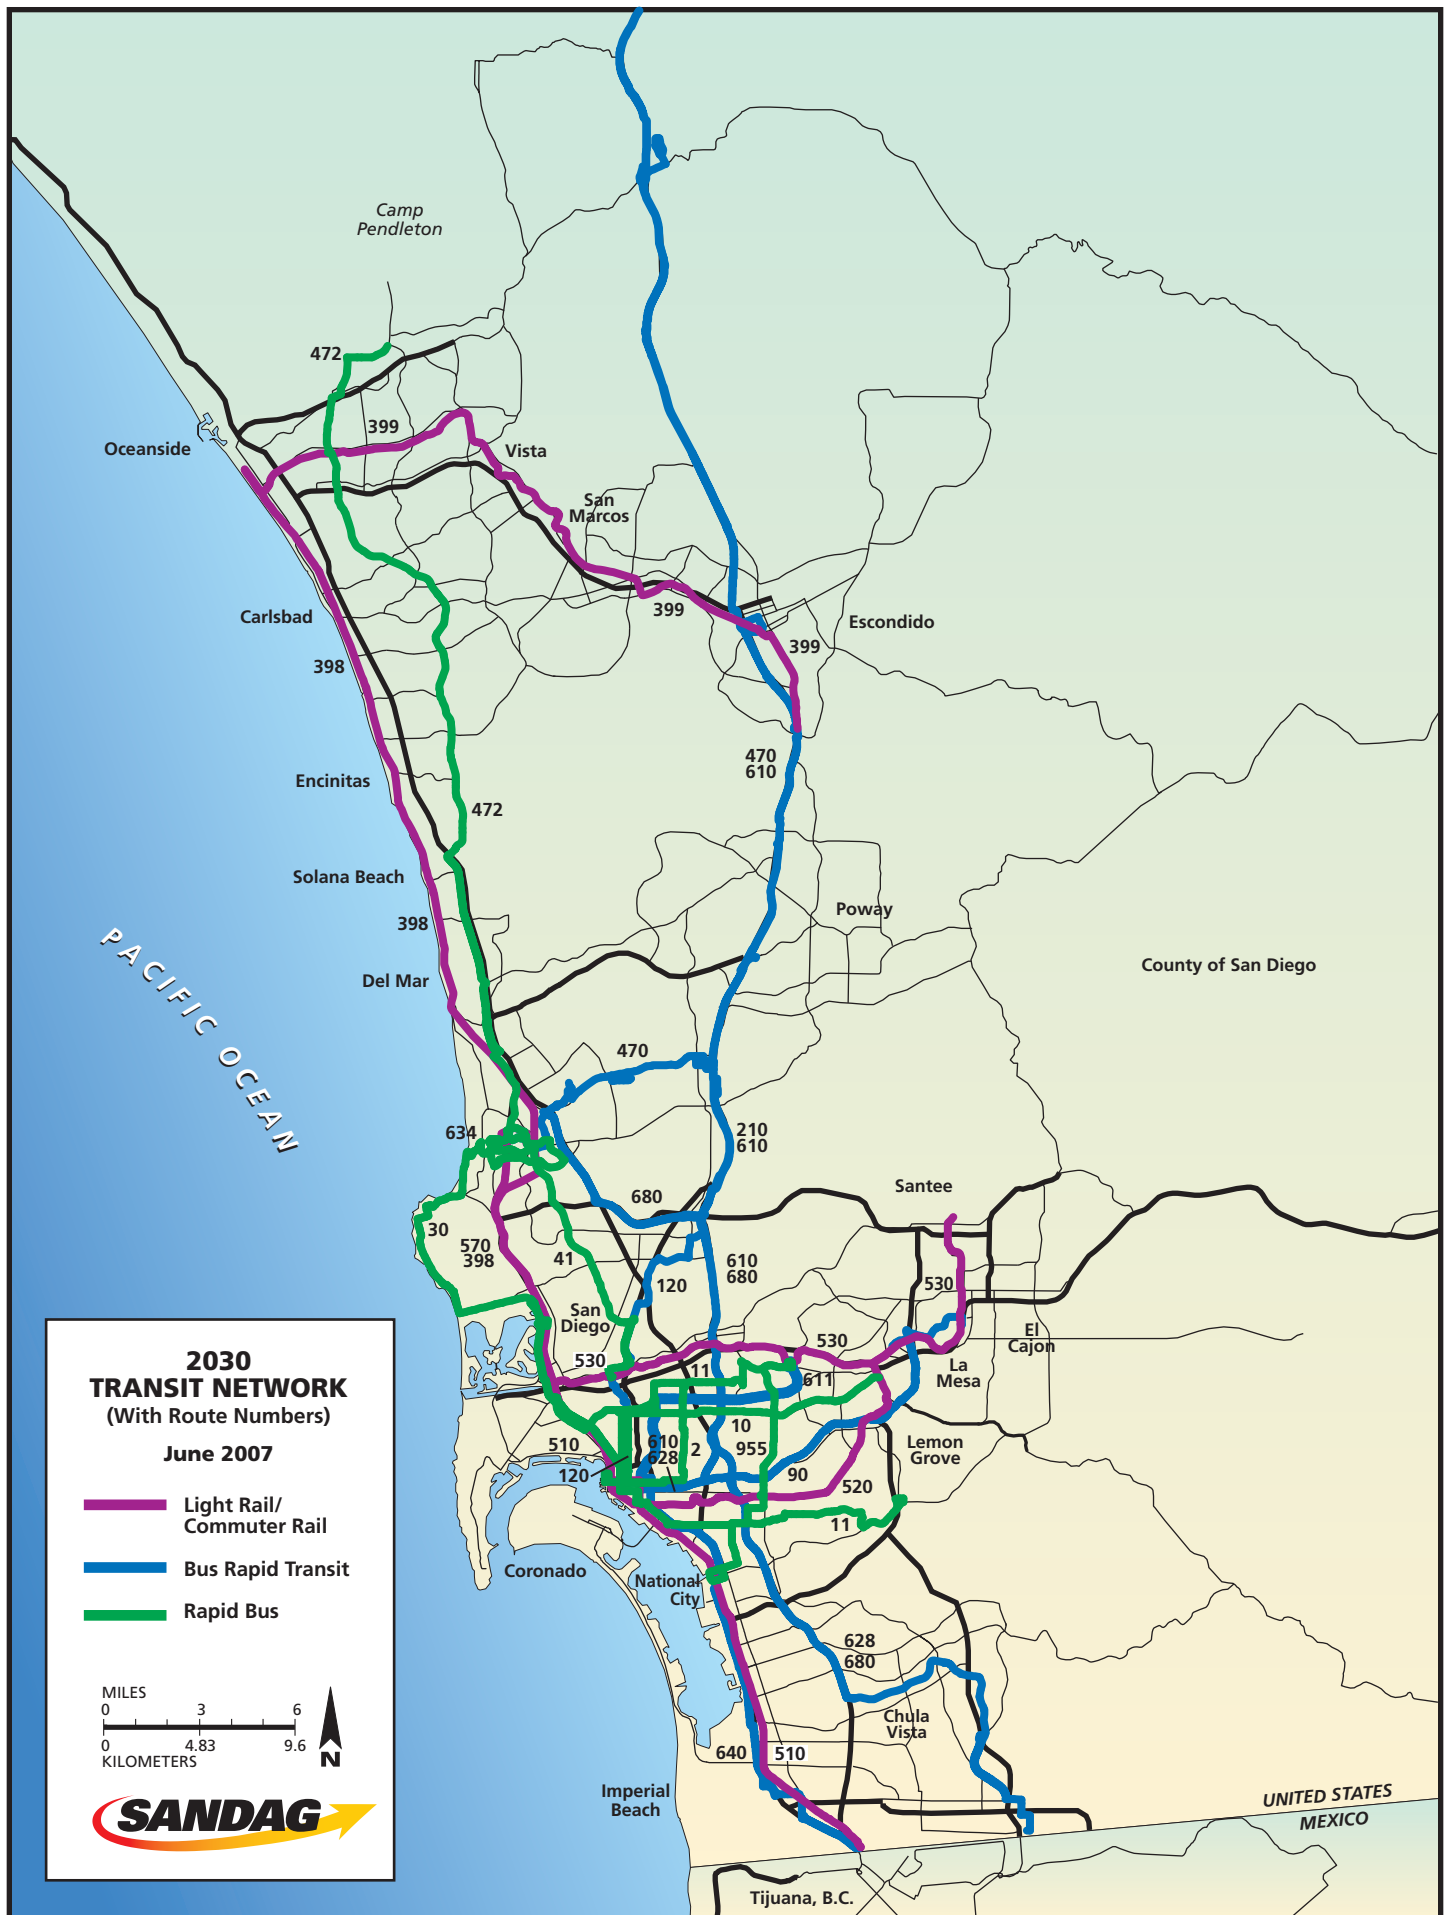 Camp
Pendleton
472
399
Oceanside
Vista
San
Marcos
399
Carlsbad
Escondido
399
398
470
610
Encinitas
472
Solana Beach
398
Poway
PACIFIC OCEAN
County of San Diego
Del Mar
470
634
210
610
Santee
680
30
570
398
41
610
680
120
530
San
Diego
530
El
Cajon
530
11
611
La
Mesa
10
510
610
628
2
955
Lemon
Grove
120
90
520
11
Coronado
National
City
628
680
Chula
Vista
640
510
Imperial
Beach
UNITED STATES
MEXICO
Tijuana, B.C.
2030
TRANSIT NETWORK
(With Route Numbers)
June 2007
Light Rail/
Commuter Rail
Bus Rapid Transit
Rapid Bus
MILES
0 3 6
0 4.83 9.6
KILOMETERS
N
SANDAG